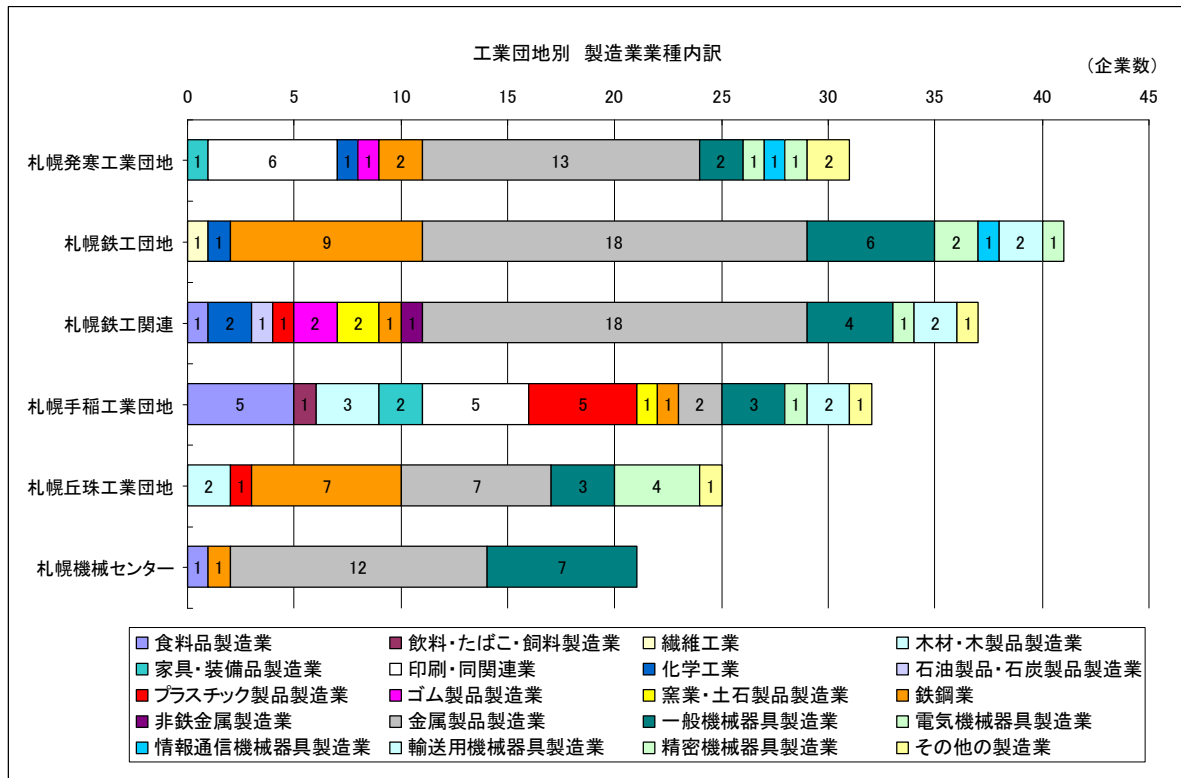 工業団地別　製造業業種内訳
（企業数）
0 5 10 15 20 25 30 35 40 45
札幌発寒工業団地 1 6 1 1 2 13 2 1 1 1 2
札幌鉄工団地 1 1 9 18 6 2 1 2 1
札幌鉄工関連 1 2 1 1 2 2 1 1 18 4 1 2 1
札幌手稲工業団地 5 1 3 2 5 5 1 1 2 3 1 2 1
札幌丘珠工業団地 2 1 7 7 3 4 1
札幌機械センター 1 1 12 7
食料品製造業 飲料・たばこ・飼料製造業 繊維工業 木材・木製品製造業
家具・装備品製造業 印刷・同関連業 化学工業 石油製品・石炭製品製造業
プラスチック製品製造業 ゴム製品製造業 窯業・土石製品製造業 鉄鋼業
非鉄金属製造業 金属製品製造業 一般機械器具製造業 電気機械器具製造業
情報通信機械器具製造業 輸送用機械器具製造業 精密機械器具製造業 その他の製造業